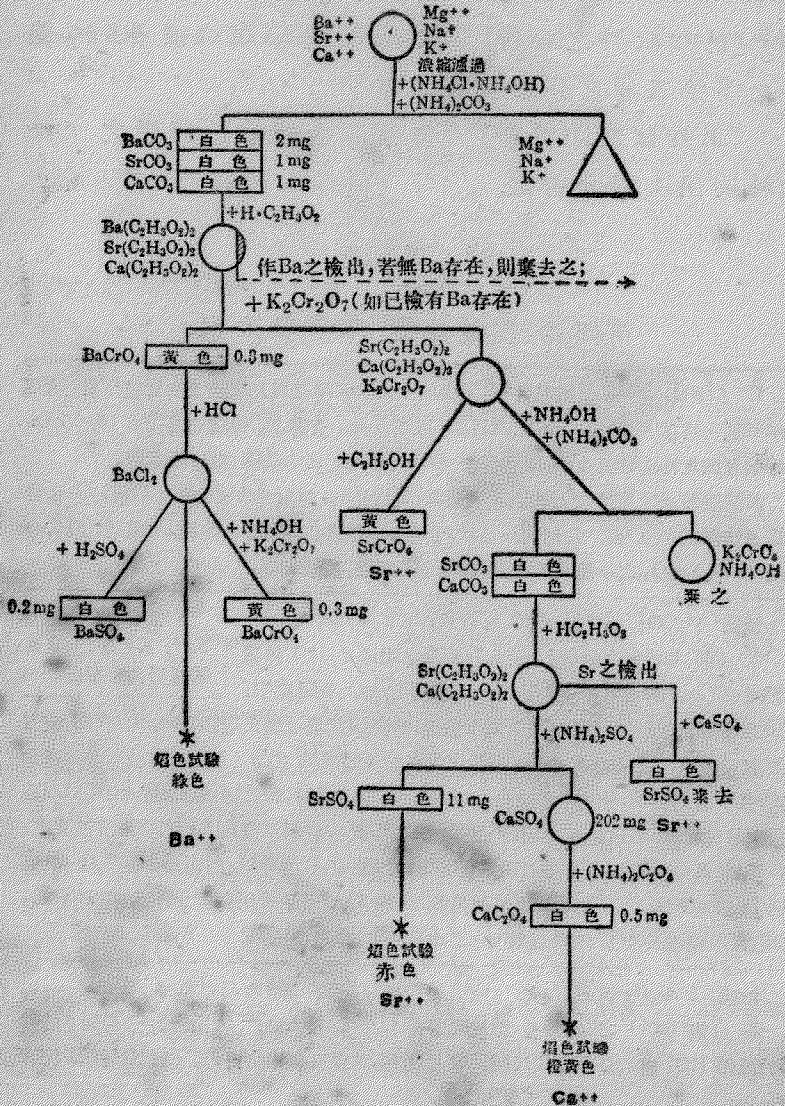 Ba++
Sr++
Ca++
Mg++
Na+
K+
濃縮濾過
+(NH₄Cl·NH₄OH)
+(NH₄)₂CO₃
BaCO₃ 白色 2mg
SrCO₃ 白色 1mg
CaCO₃ 白色 1mg
Mg++
Na+
K+
+H·C₂H₃O₂
Ba(C₂H₃O₂)₂
Sr(C₂H₃O₂)₂
Ca(C₂H₃O₂)₂
作Ba之檢出,若無Ba存在,則棄去之;
+K₂Cr₂O₇(如已檢有Ba存在)
BaCrO₄ 黃色 0.3mg
Sr(C₂H₃O₂)₂
Ca(C₂H₃O₂)₂
K₂Cr₂O₇
+HCl
+C₂H₅OH
+NH₄OH
+(NH₄)₂CO₃
BaCl₂
+H₂SO₄
+NH₄OH
+K₂Cr₂O₇
黃色
SrCrO₄
Sr++
SrCO₃ 白色
CaCO₃ 白色
K₂CrO₄
NH₄OH
棄之
0.2mg 白色
BaSO₄
黃色 0.3mg
BaCrO₄
+HC₂H₃O₂
Sr(C₂H₃O₂)₂
Ca(C₂H₃O₂)₂
Sr之檢出
+(NH₄)₂SO₄
+CaSO₄
焰色試驗
綠色
Ba++
白色
SrSO₄棄去
Sr++
SrSO₄ 白色 11mg
CaSO₄ 202mg
+(NH₄)₂C₂O₄
CaC₂O₄ 白色 0.5mg
焰色試驗
赤色
Sr++
焰色試驗
橙黃色
Ca++